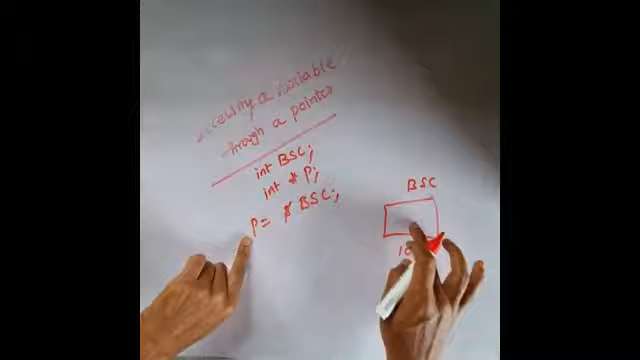 Accessing a variable
through a pointer
int BSC;
int * P;
P = & BSC;
BSC